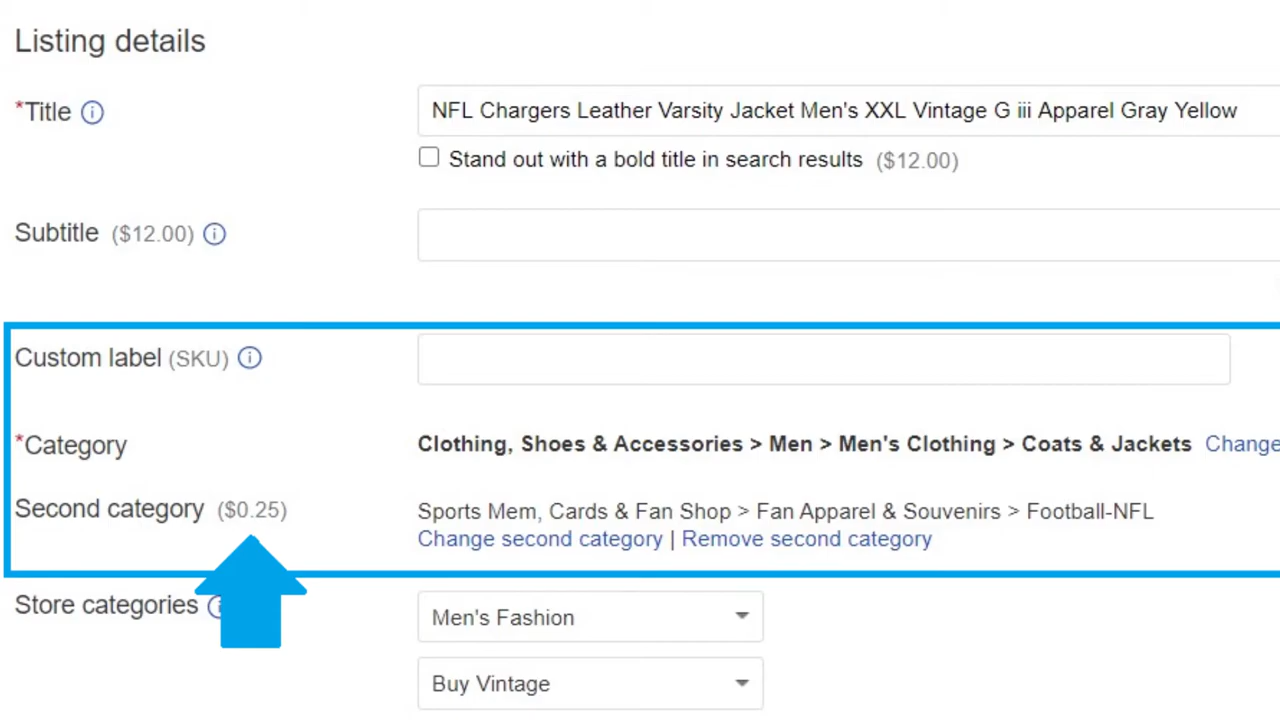 Listing details
*Title
NFL Chargers Leather Varsity Jacket Men's XXL Vintage G iii Apparel Gray Yellow
Stand out with a bold title in search results ($12.00)
Subtitle ($12.00)
Custom label (SKU)
*Category Clothing, Shoes & Accessories > Men > Men's Clothing > Coats & Jackets Change
Second category ($0.25) Sports Mem, Cards & Fan Shop > Fan Apparel & Souvenirs > Football-NFL
Change second category | Remove second category
Store categories
Men's Fashion
Buy Vintage